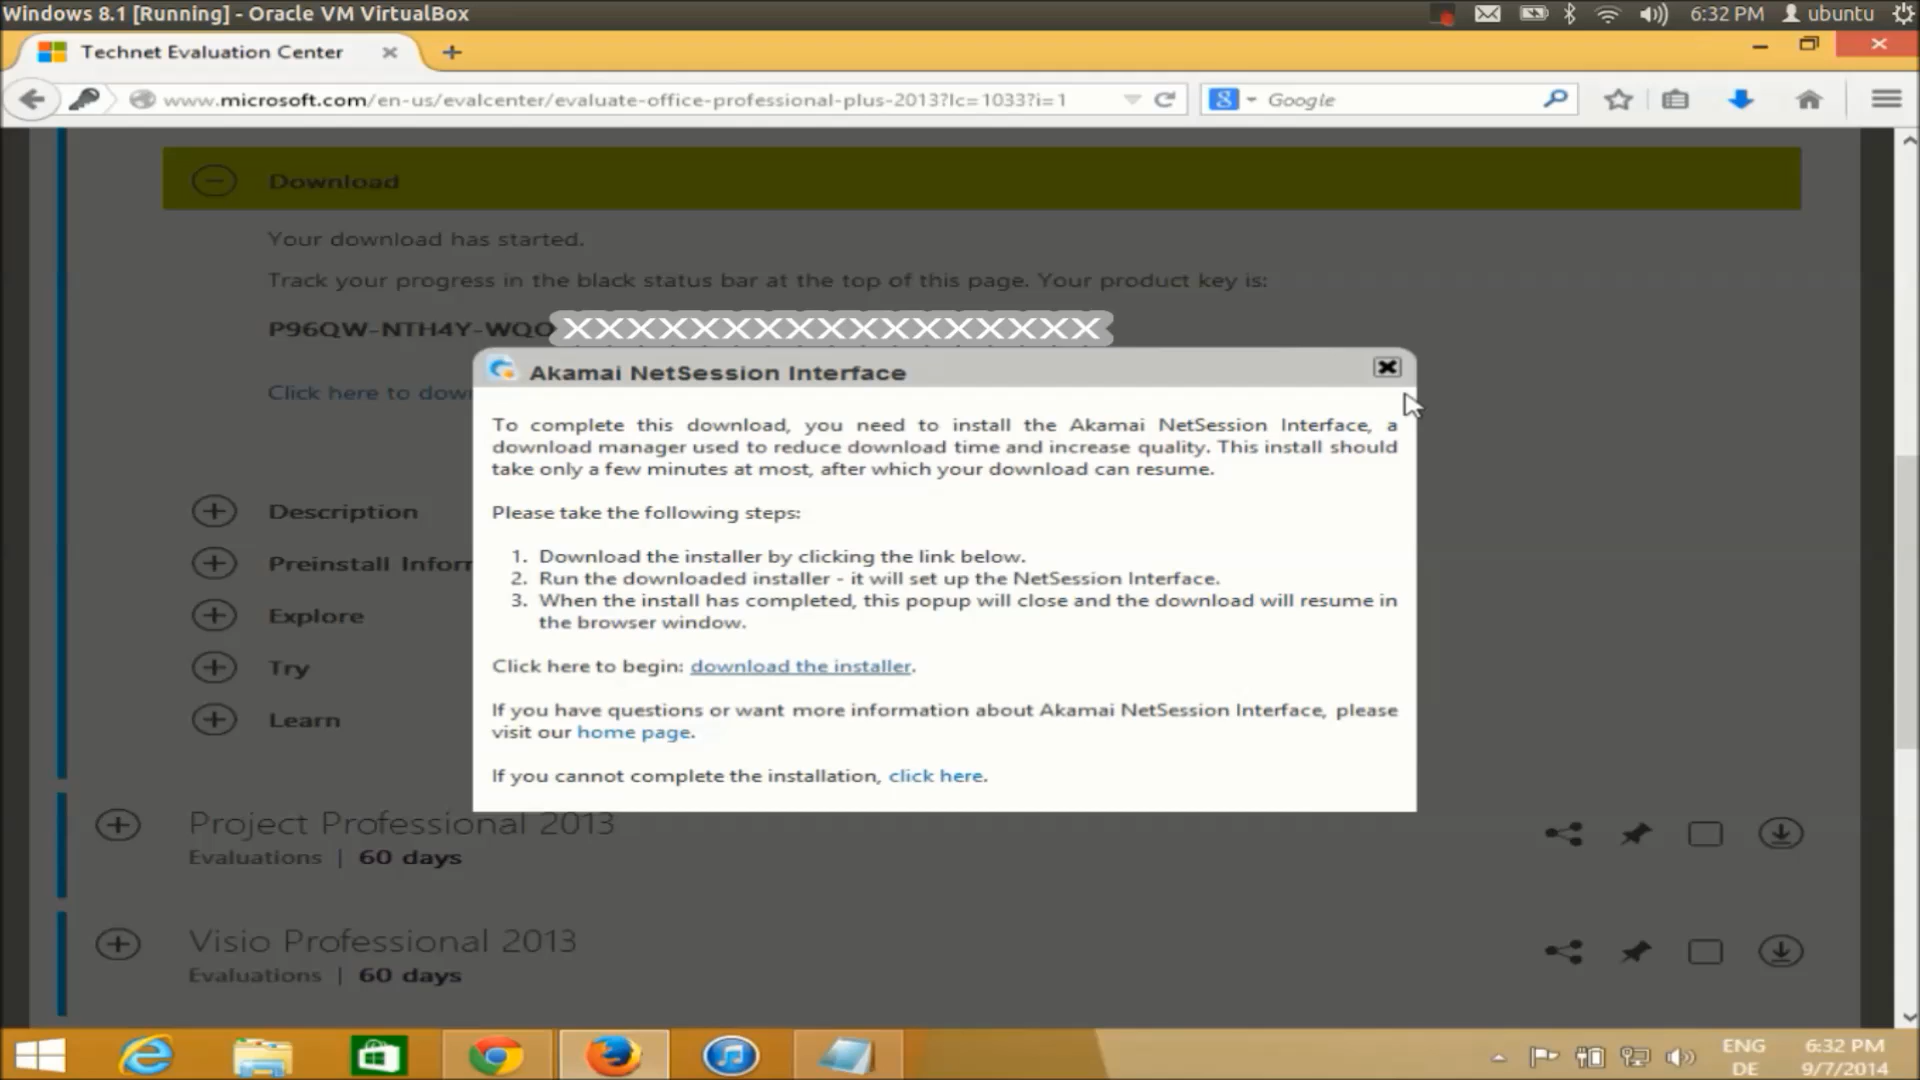 Windows 8.1 [Running] - Oracle VM VirtualBox
6:32 PM ubuntu
Technet Evaluation Center
www.microsoft.com/en-us/evalcenter/evaluate-office-professional-plus-2013?lc=1033?i=1
Google
Download
Your download has started.
Track your progress in the black status bar at the top of this page. Your product key is:
P96QW-NTH4Y-WQO XXXXXXXXXXXXXXXXX
Click here to down
Akamai NetSession Interface
To complete this download, you need to install the Akamai NetSession Interface, a
download manager used to reduce download time and increase quality. This install should
take only a few minutes at most, after which your download can resume.
Please take the following steps:
1. Download the installer by clicking the link below.
2. Run the downloaded installer - it will set up the NetSession Interface.
3. When the install has completed, this popup will close and the download will resume in
the browser window.
Click here to begin: download the installer.
If you have questions or want more information about Akamai NetSession Interface, please
visit our home page.
If you cannot complete the installation, click here.
Description
Preinstall Inforr
Explore
Try
Learn
Project Professional 2013
Evaluations | 60 days
Visio Professional 2013
Evaluations | 60 days
ENG
DE
6:32 PM
9/7/2014